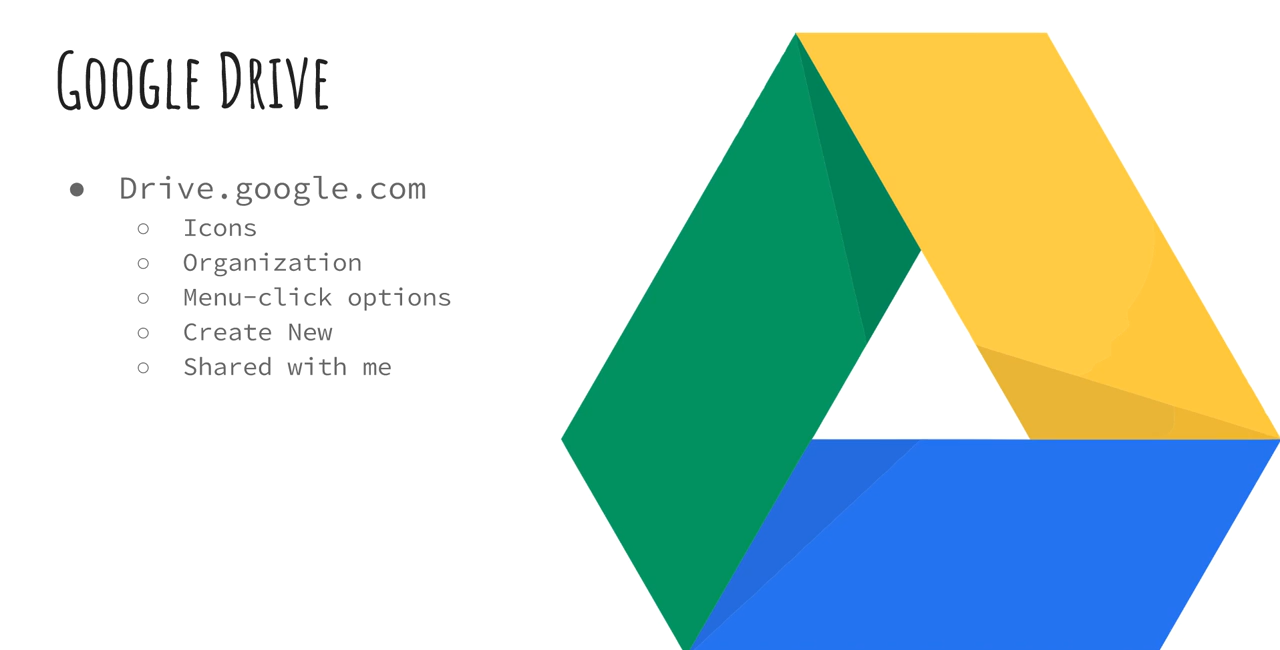 Google Drive
● Drive.google.com
○ Icons
○ Organization
○ Menu-click options
○ Create New
○ Shared with me